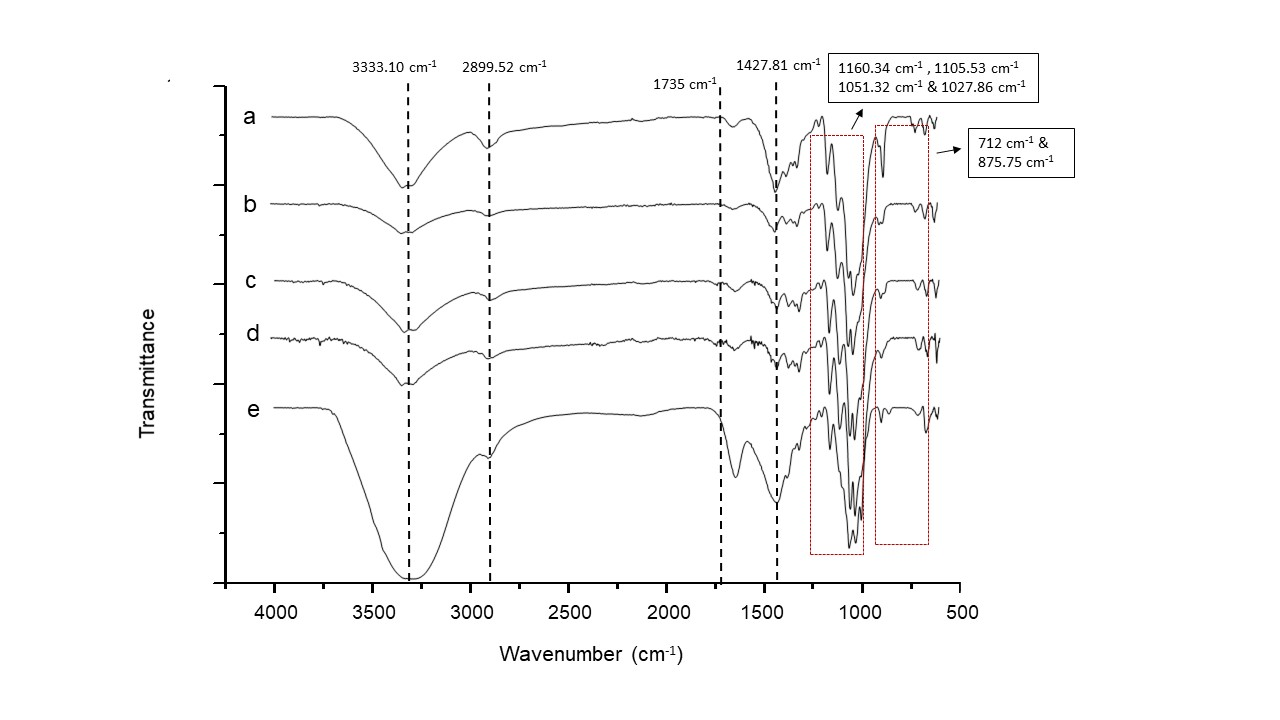 3333.10 cm⁻¹
2899.52 cm⁻¹
1735 cm⁻¹
1427.81 cm⁻¹
1160.34 cm⁻¹ , 1105.53 cm⁻¹
1051.32 cm⁻¹ & 1027.86 cm⁻¹
712 cm⁻¹ &
875.75 cm⁻¹
a
b
c
d
e
Transmittance
4000 3500 3000 2500 2000 1500 1000 500
Wavenumber (cm⁻¹)